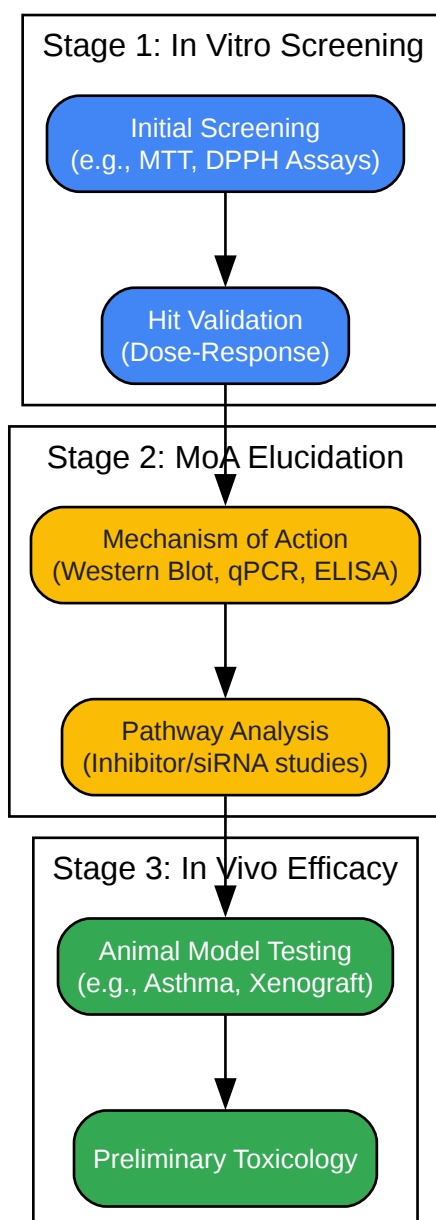 Stage 1: In Vitro Screening
Initial Screening
(e.g., MTT, DPPH Assays)
Hit Validation
(Dose-Response)
Stage 2: MoA Elucidation
Mechanism of Action
(Western Blot, qPCR, ELISA)
Pathway Analysis
(Inhibitor/siRNA studies)
Stage 3: In Vivo Efficacy
Animal Model Testing
(e.g., Asthma, Xenograft)
Preliminary Toxicology